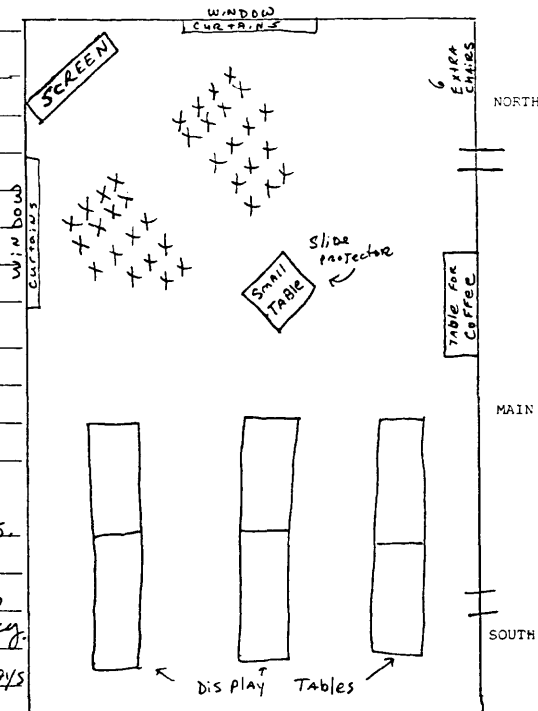 WINDOW
CURTAINS
SCREEN
6
EXTRA
CHAIRS
NORTH
WINDOW
CURTAINS
SLIDE
PROJECTOR
SMALL
TABLE
TABLE FOR
COFFEE
MAIN
SOUTH
DISPLAY TABLES